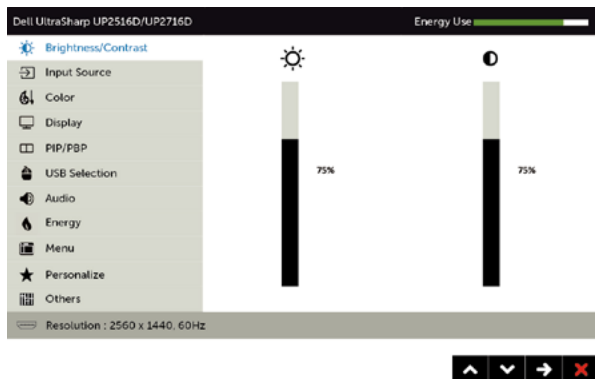 Dell UltraSharp UP2516D/UP2716D Energy Use
Brightness/Contrast
Input Source
Color
Display
PIP/PBP
USB Selection
75% 75%
Audio
Energy
Menu
Personalize
Others
Resolution : 2560 x 1440, 60Hz